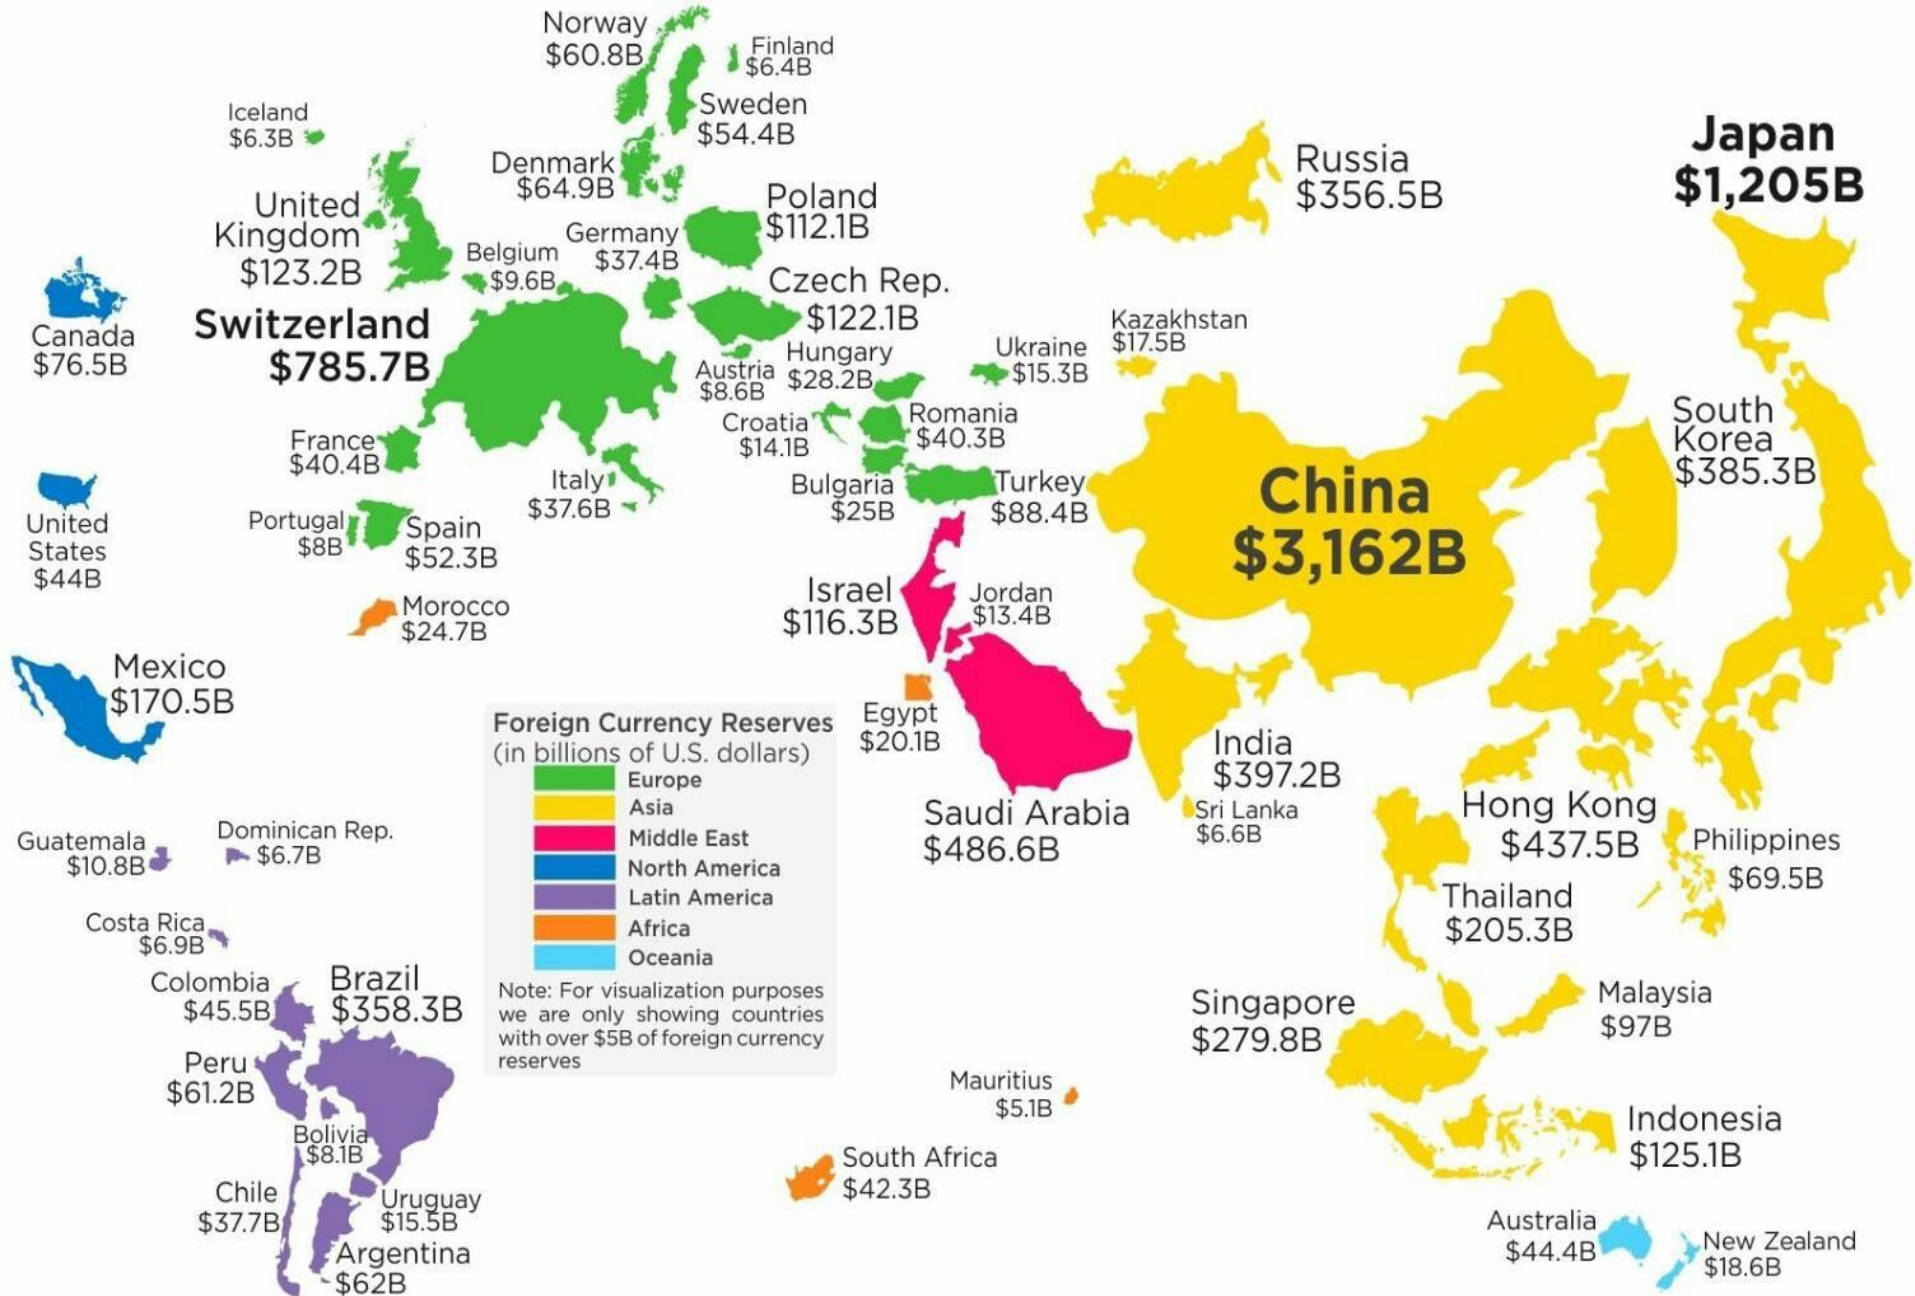 Norway
$60.8B
Finland
$6.4B
Sweden
$54.4B
Iceland
$6.3B
Denmark
$64.9B
Poland
$112.1B
United
Kingdom
$123.2B
Belgium
$9.6B
Germany
$37.4B
Czech Rep.
$122.1B
Switzerland
$785.7B
Austria
$8.6B
Hungary
$28.2B
Ukraine
$15.3B
Croatia
$14.1B
Romania
$40.3B
France
$40.4B
Italy
$37.6B
Bulgaria
$25B
Turkey
$88.4B
Portugal
$8B
Spain
$52.3B
Canada
$76.5B
United
States
$44B
Mexico
$170.5B
Morocco
$24.7B
Israel
$116.3B
Jordan
$13.4B
Egypt
$20.1B
Saudi Arabia
$486.6B
Russia
$356.5B
Kazakhstan
$17.5B
Japan
$1,205B
South
Korea
$385.3B
China
$3,162B
India
$397.2B
Sri Lanka
$6.6B
Hong Kong
$437.5B
Philippines
$69.5B
Thailand
$205.3B
Singapore
$279.8B
Malaysia
$97B
Indonesia
$125.1B
Australia
$44.4B
New Zealand
$18.6B
Foreign Currency Reserves
(in billions of U.S. dollars)
Europe
Asia
Middle East
North America
Latin America
Africa
Oceania
Note: For visualization purposes
we are only showing countries
with over $5B of foreign currency
reserves
Guatemala
$10.8B
Dominican Rep.
$6.7B
Costa Rica
$6.9B
Colombia
$45.5B
Brazil
$358.3B
Peru
$61.2B
Bolivia
$8.1B
Chile
$37.7B
Uruguay
$15.5B
Argentina
$62B
Mauritius
$5.1B
South Africa
$42.3B